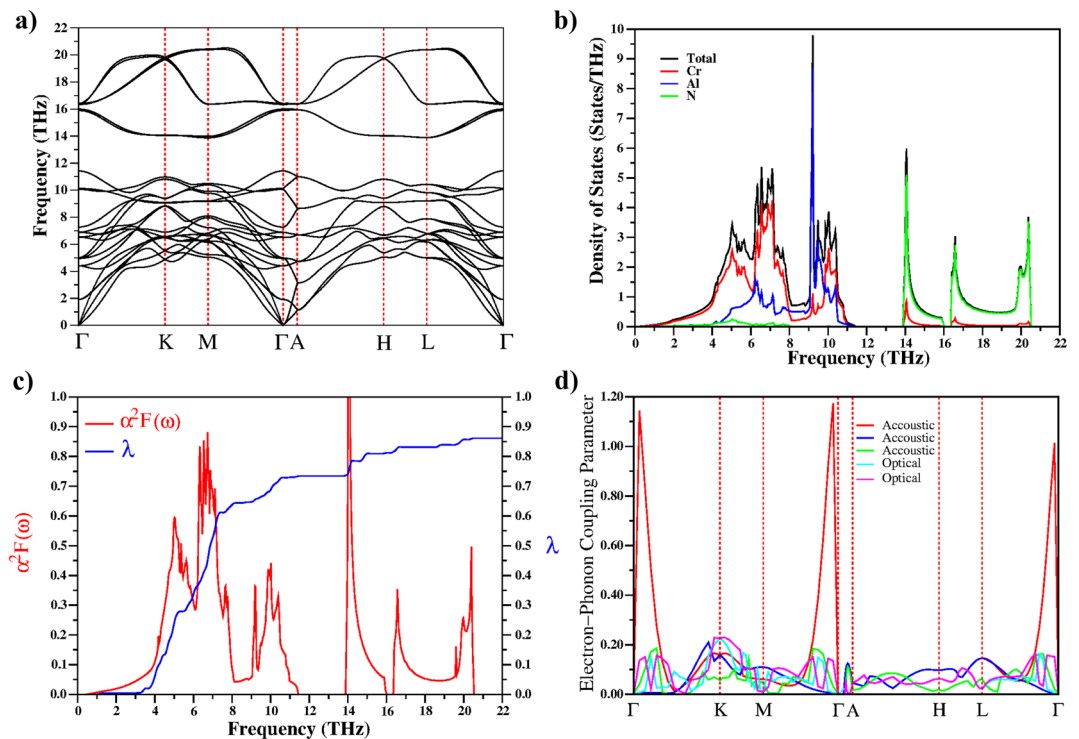 a)
22
20
18
16
14
12
10
8
6
4
2
0
Frequency (THz)
Γ K M Γ A H L Γ
b)
10
9
8
7
6
5
4
3
2
1
0
Density of States (States/THz)
Total
Cr
Al
N
0 2 4 6 8 10 12 14 16 18 20 22
Frequency (THz)
c)
1.0
0.9
0.8
0.7
0.6
0.5
0.4
0.3
0.2
0.1
0.0
α²F(ω)
α²F(ω)
λ
1.0
0.9
0.8
0.7
0.6
0.5
0.4
0.3
0.2
0.1
0.0
λ
0 2 4 6 8 10 12 14 16 18 20 22
Frequency (THz)
d)
1.20
1.00
0.80
0.60
0.40
0.20
0.00
Electron-Phonon Coupling Parameter
Accoustic
Accoustic
Accoustic
Optical
Optical
Γ K M Γ A H L Γ